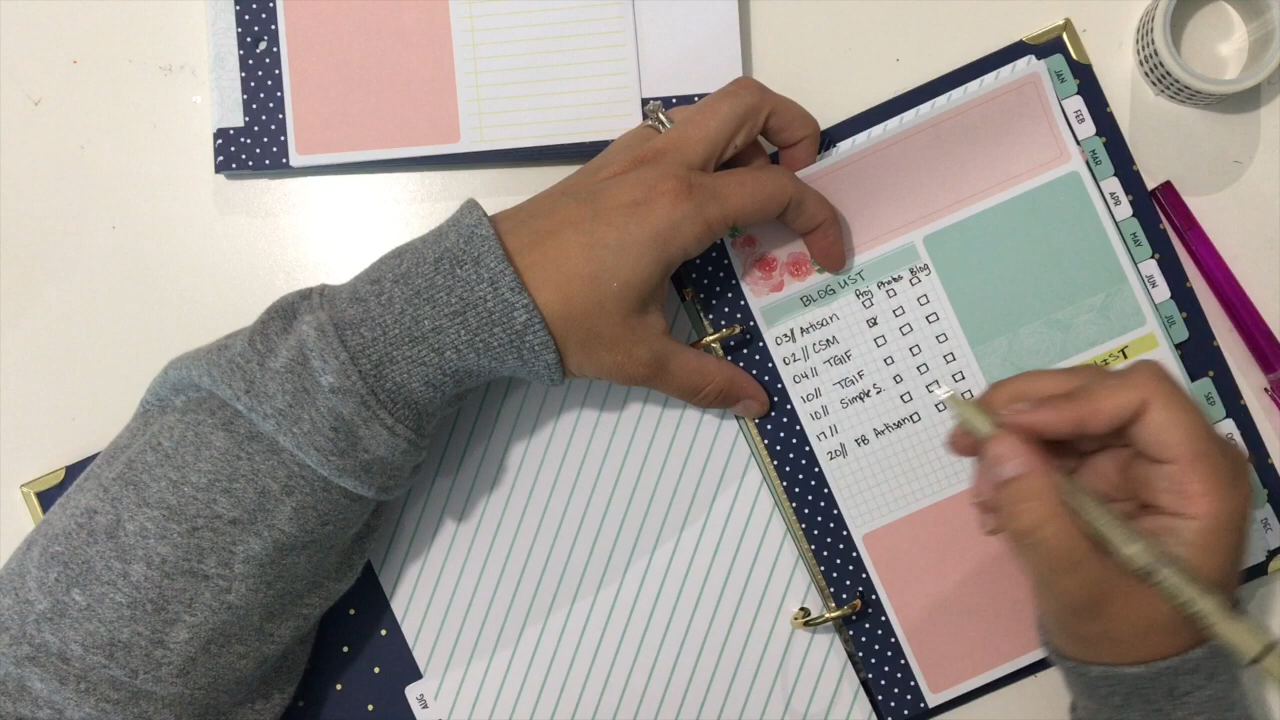 BLOG LIST
Proj Photos Blog
03// Artisan
02// CSM
04// TGIF
10// TGIF
10// Simple S.
17//
20// FB Artisan
LIST
JAN
FEB
MAR
APR
MAY
JUN
JUL
SEP
DEC
AUG